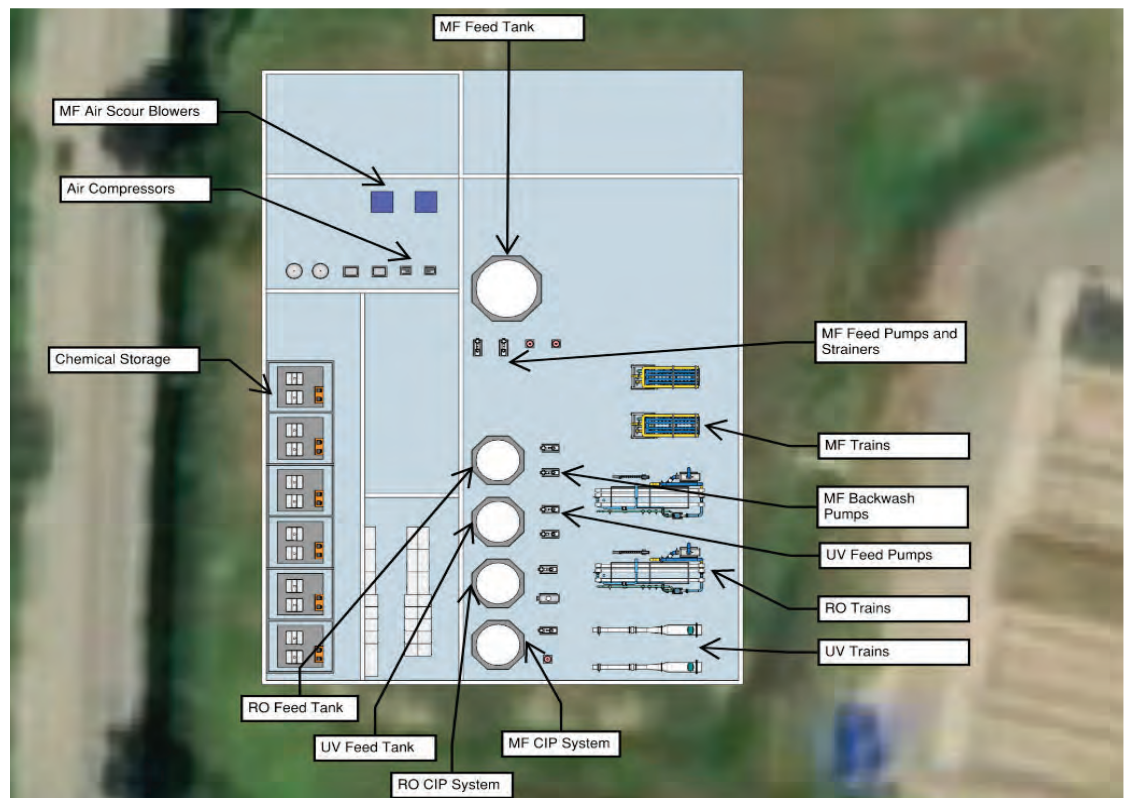 MF Feed Tank
MF Air Scour Blowers
Air Compressors
MF Feed Pumps and
Strainers
Chemical Storage
MF Trains
MF Backwash
Pumps
UV Feed Pumps
RO Trains
UV Trains
RO Feed Tank
UV Feed Tank
MF CIP System
RO CIP System